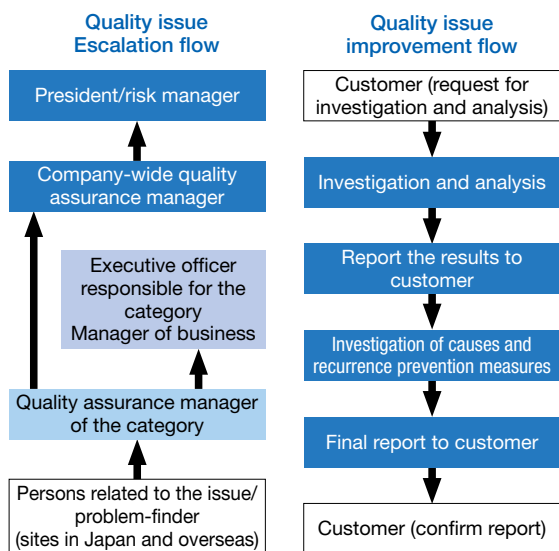 Quality issue
Escalation flow
President/risk manager
Company-wide quality
assurance manager
Executive officer
responsible for the
category
Manager of business
Quality assurance manager
of the category
Persons related to the issue/
problem-finder
(sites in Japan and overseas)
Quality issue
improvement flow
Customer (request for
investigation and analysis)
Investigation and analysis
Report the results to
customer
Investigation of causes and
recurrence prevention measures
Final report to customer
Customer (confirm report)